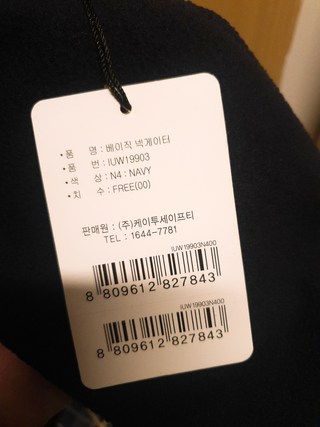 •품 명 : 베이직 넥게이터
•품 번 : IUW19903
•색 상 : N4 : NAVY
•치 수 : FREE(00)
판매원 : (주)케이투세이프티
TEL : 1644-7781
IUW19903N400
8 809612 827843
IUW19903N400
8 809612 827843